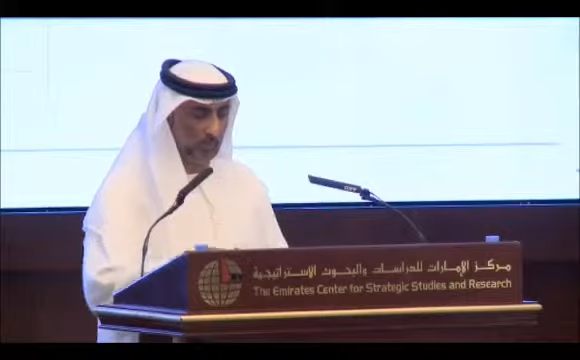 مركز الإمارات للدراسات والبحوث الاستراتيجية
The Emirates Center for Strategic Studies and Research